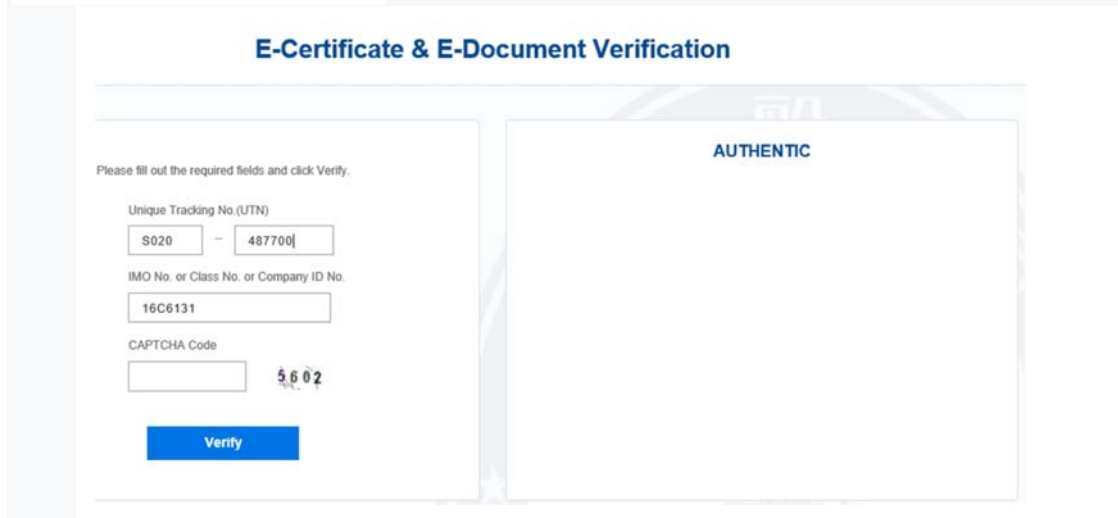 E-Certificate & E-Document Verification
Please fill out the required fields and click Verify.
Unique Tracking No.(UTN)
S020 – 487700
IMO No. or Class No. or Company ID No.
16C6131
CAPTCHA Code
5602
Verify
AUTHENTIC